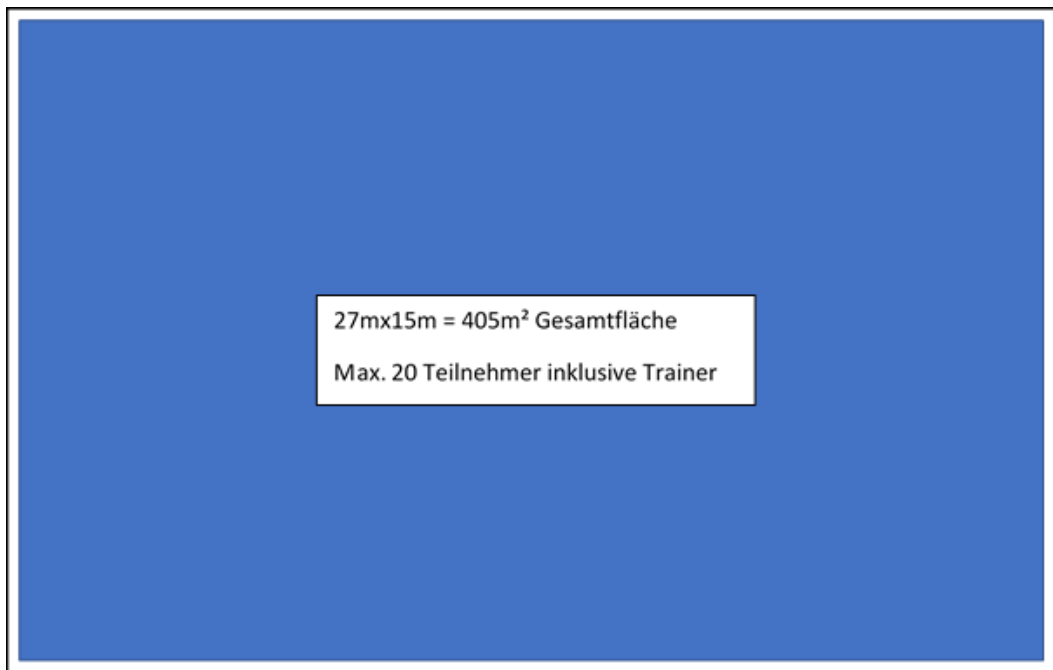 27mx15m = 405m² Gesamtfläche
Max. 20 Teilnehmer inklusive Trainer